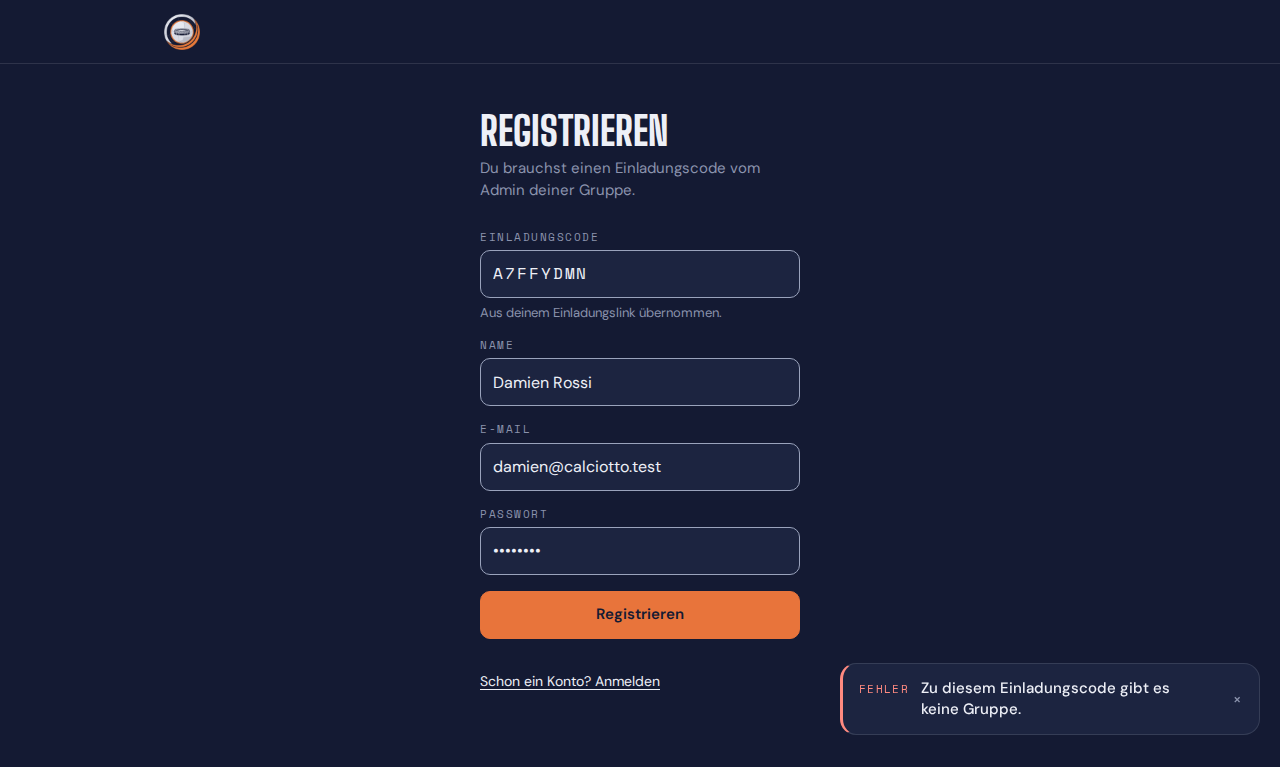 REGISTRIEREN
Du brauchst einen Einladungscode vom
Admin deiner Gruppe.
EINLADUNGSCODE
A7FFYDMN
Aus deinem Einladungslink übernommen.
NAME
Damien Rossi
E-MAIL
damien@calciotto.test
PASSWORT
••••••••
Registrieren
Schon ein Konto? Anmelden
FEHLER Zu diesem Einladungscode gibt es
keine Gruppe.
×